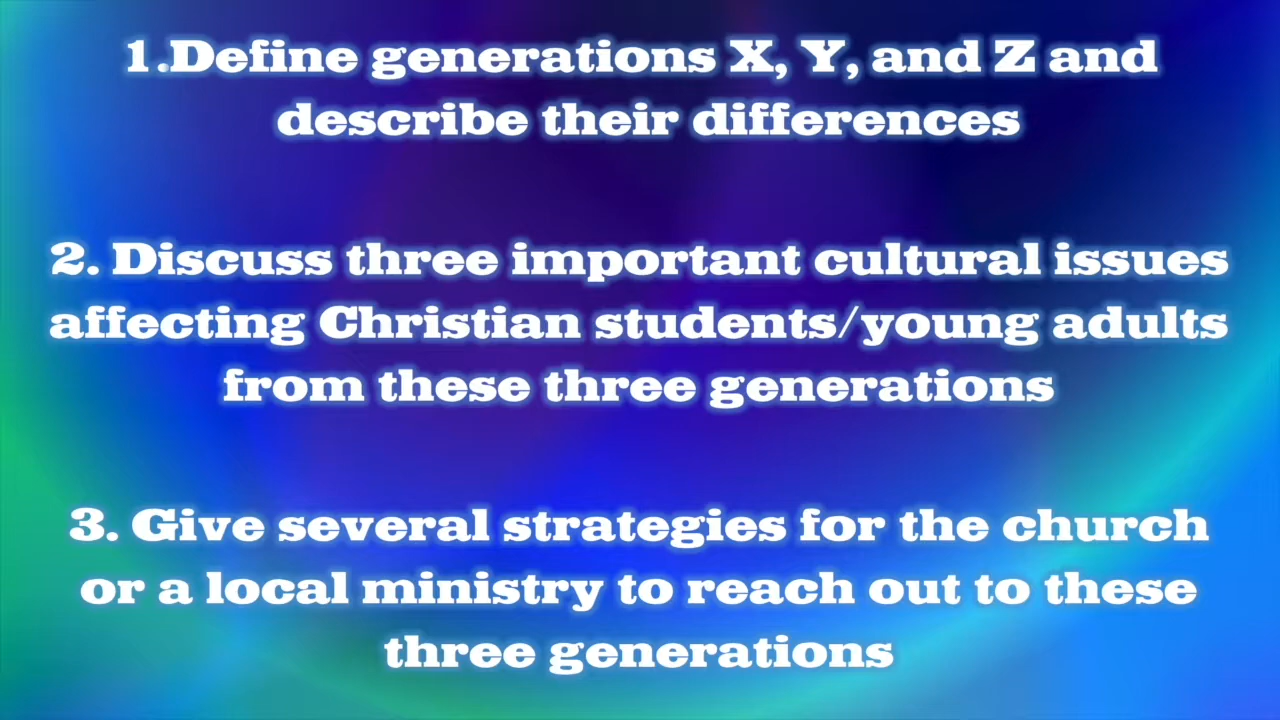 1.Define generations X, Y, and Z and
describe their differences
2. Discuss three important cultural issues
affecting Christian students/young adults
from these three generations
3. Give several strategies for the church
or a local ministry to reach out to these
three generations